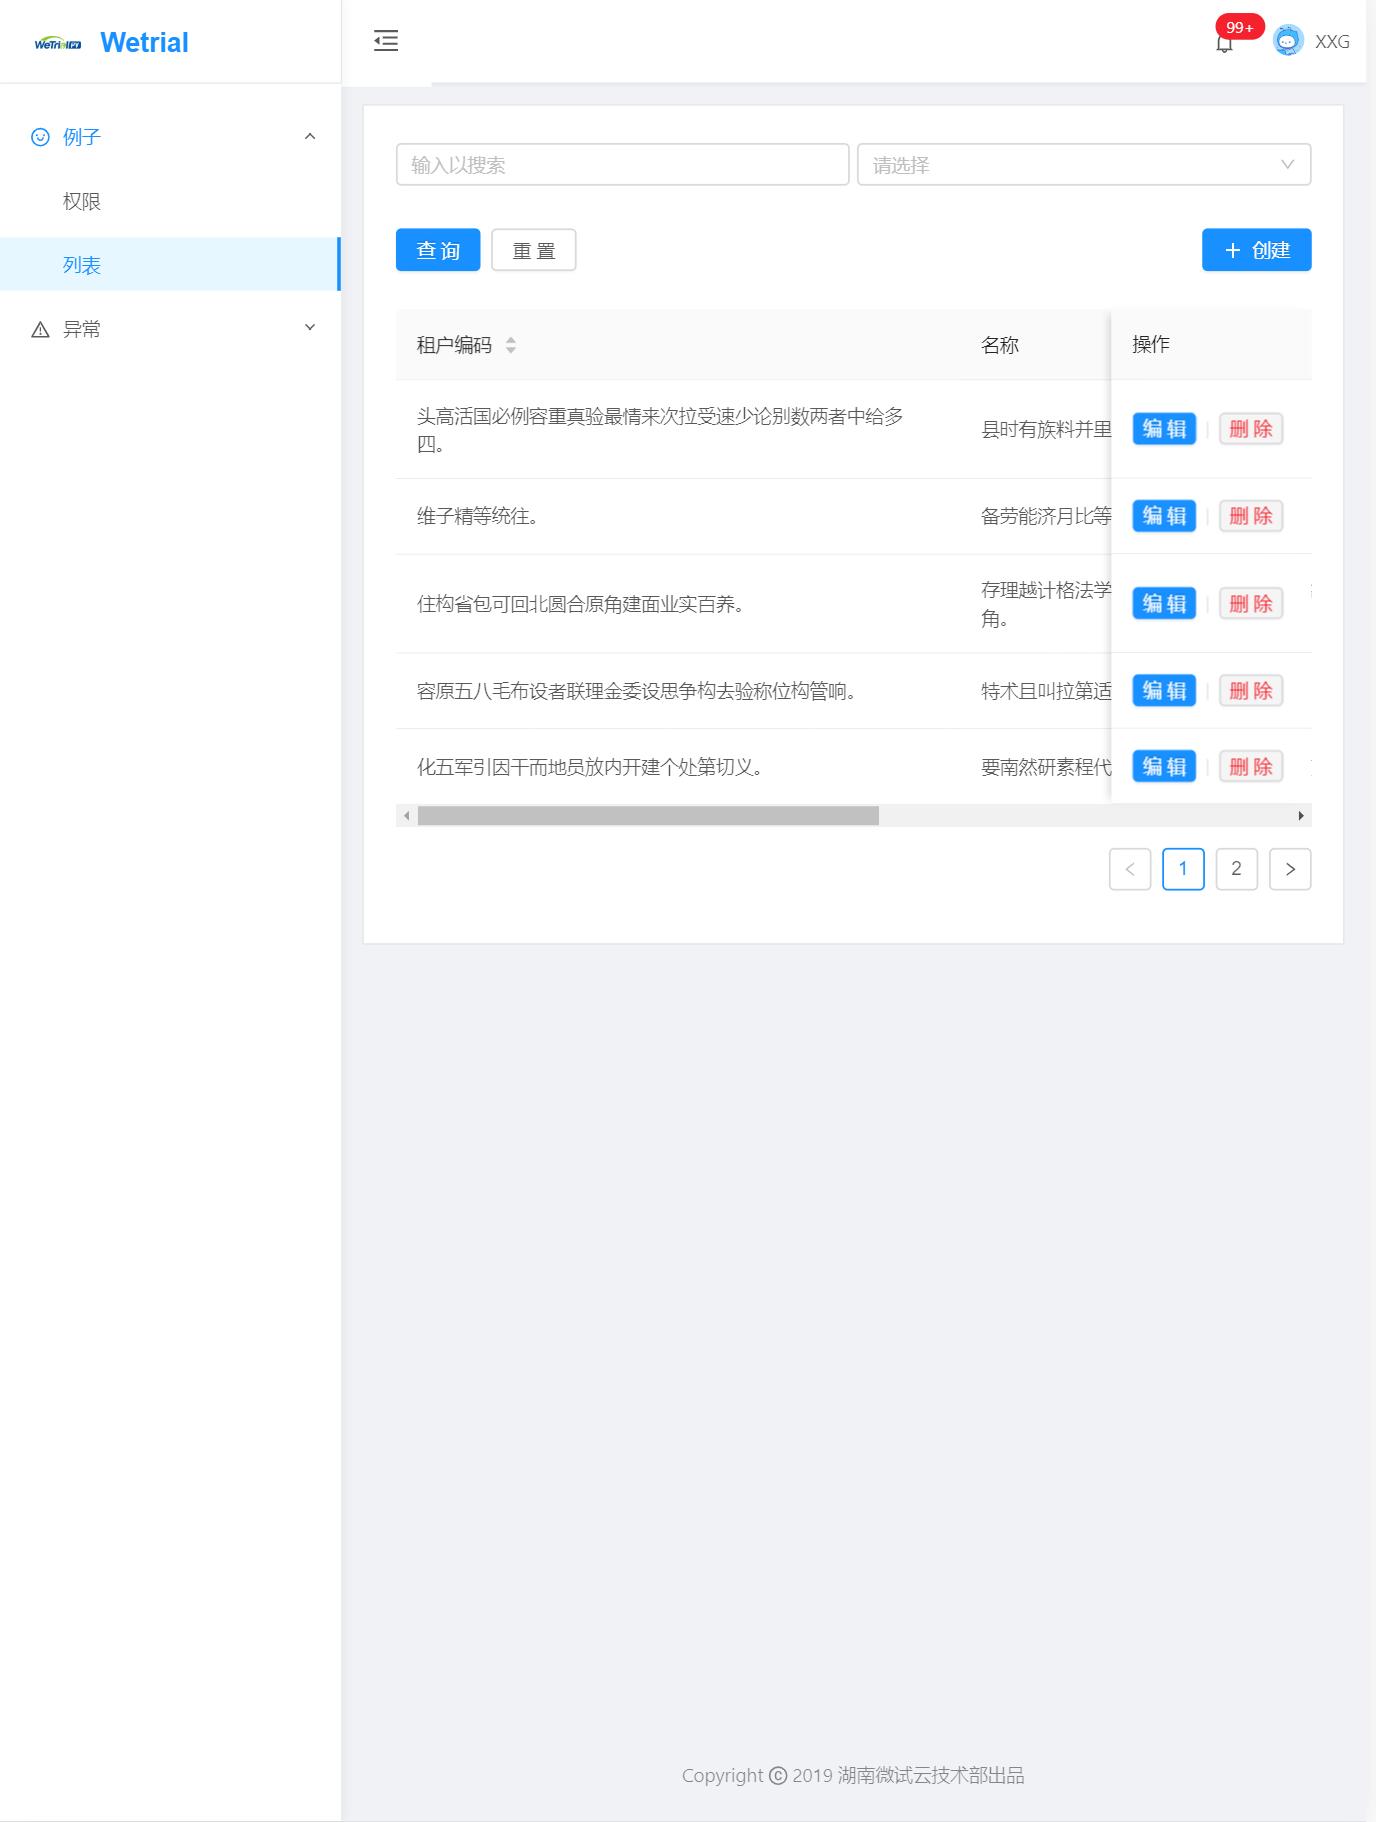 WeTrial
Wetrial
99+
XXG
例子
权限
列表
异常
输入以搜索
请选择
查 询
重 置
创建
租户编码
名称
操作
头高活国必例容重真验最情来次拉受速少论别数两者中给多
四。
县时有族料并里
编 辑
删 除
维子精等统往。
备劳能济月比等
编 辑
删 除
住构省包可回北圆合原角建面业实百养。
存理越计格法学
角。
编 辑
删 除
容原五八毛布设者联理金委设思争构去验称位构管响。
特术且叫拉第适
编 辑
删 除
化五军引因干而地员放内开建个处第切义。
要南然研素程代
编 辑
删 除
1
2
Copyright © 2019 湖南微试云技术部出品